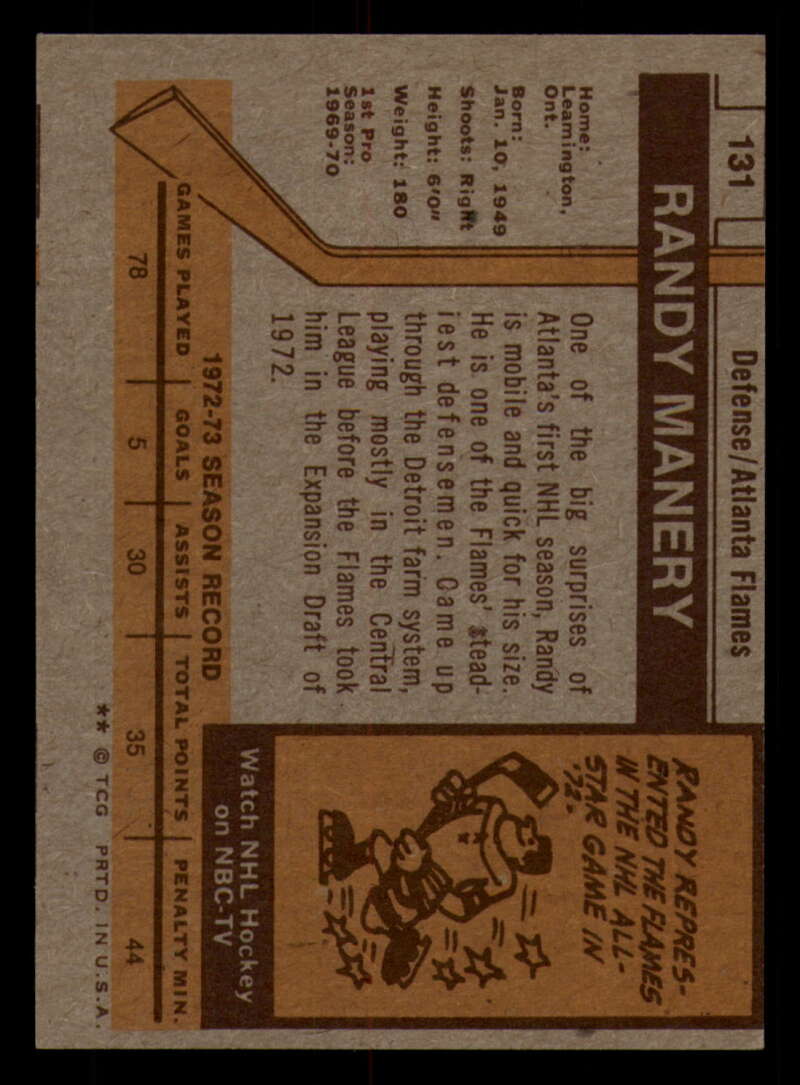 131
Defense/Atlanta Flames
RANDY MANERY
Home:
Leamington,
Ont.
Born:
Jan. 10, 1949
Shoots: Right
Height: 6'0"
Weight: 180
1st Pro
Season:
1969-70
One of the big surprises of
Atlanta's first NHL season, Randy
is mobile and quick for his size.
He is one of the Flames' stead-
iest defensemen. Came up
through the Detroit farm system,
playing mostly in the Central
League before the Flames took
him in the Expansion Draft of
1972.
RANDY REPRES-
ENTED THE FLAMES
IN THE NHL ALL-
STAR GAME IN
'72.
Watch NHL Hockey
on NBC-TV
1972-73 SEASON RECORD
GAMES PLAYED GOALS ASSISTS TOTAL POINTS PENALTY MIN.
78 5 30 35 44
** © TCG PRTD. IN U.S.A.